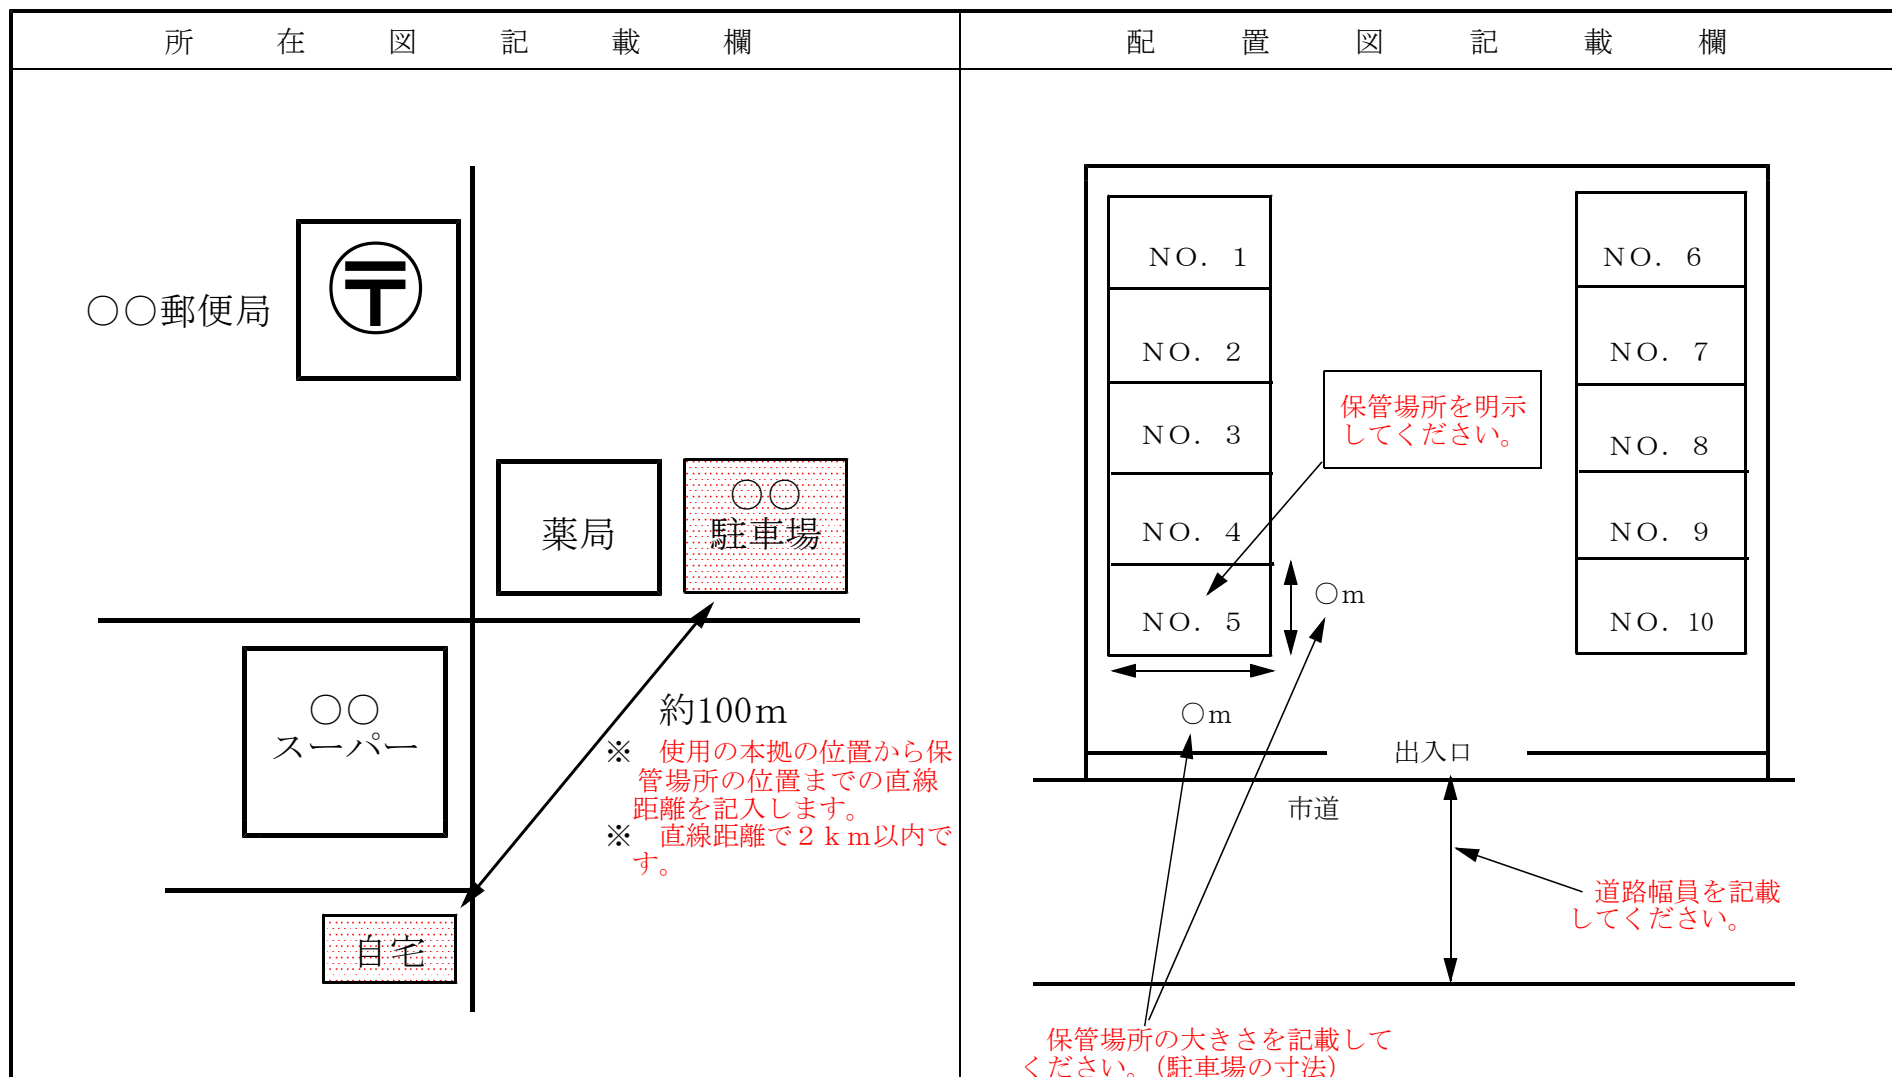 所在図記載欄
〒
○○郵便局
薬局
○○
駐車場
○○
スーパー
約100m
※　使用の本拠の位置から保
管場所の位置までの直線
距離を記入します。
※　直線距離で２ｋｍ以内で
す。
自宅
配置図記載欄
ＮＯ．１
ＮＯ．２
ＮＯ．３
ＮＯ．４
ＮＯ．５
ＮＯ．６
ＮＯ．７
ＮＯ．８
ＮＯ．９
ＮＯ．10
保管場所を明示
してください。
○ｍ
○ｍ
出入口
市道
道路幅員を記載
してください。
保管場所の大きさを記載して
ください。（駐車場の寸法）